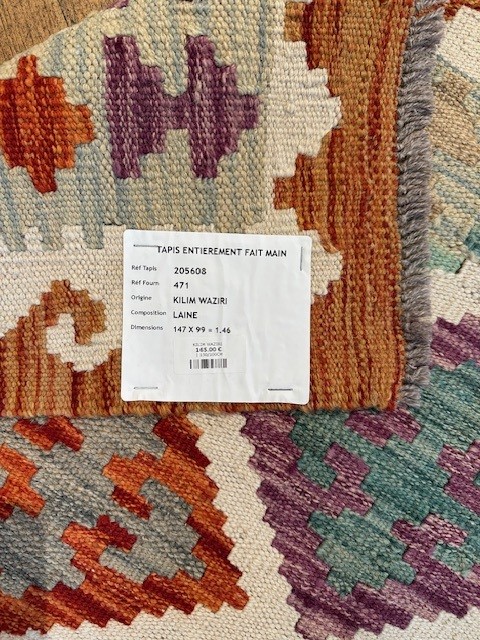 TAPIS ENTIEREMENT FAIT MAIN
Réf Tapis 205608
Réf Fourn 471
Origine KILIM WAZIRI
Composition LAINE
Dimensions 147 X 99 = 1,46
KILIM WAZIRI
165.00 €